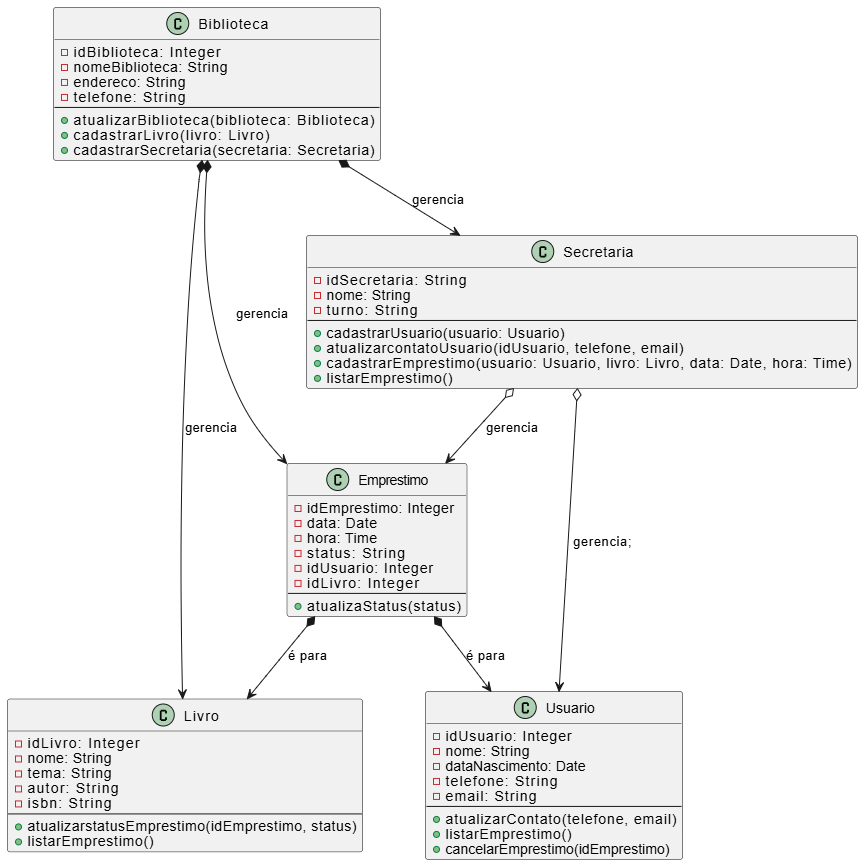 C Biblioteca
idBiblioteca: Integer
nomeBiblioteca: String
endereco: String
telefone: String
atualizarBiblioteca(biblioteca: Biblioteca)
cadastrarLivro(livro: Livro)
cadastrarSecretaria(secretaria: Secretaria)
gerencia
C Secretaria
idSecretaria: String
nome: String
turno: String
cadastrarUsuario(usuario: Usuario)
atualizarcontatoUsuario(idUsuario, telefone, email)
cadastrarEmprestimo(usuario: Usuario, livro: Livro, data: Date, hora: Time)
listarEmprestimo()
gerencia
gerencia
gerencia
gerencia;
C Emprestimo
idEmprestimo: Integer
data: Date
hora: Time
status: String
idUsuario: Integer
idLivro: Integer
atualizaStatus(status)
é para
é para
C Livro
idLivro: Integer
nome: String
tema: String
autor: String
isbn: String
atualizarstatusEmprestimo(idEmprestimo, status)
listarEmprestimo()
C Usuario
idUsuario: Integer
nome: String
dataNascimento: Date
telefone: String
email: String
atualizarContato(telefone, email)
listarEmprestimo()
cancelarEmprestimo(idEmprestimo)